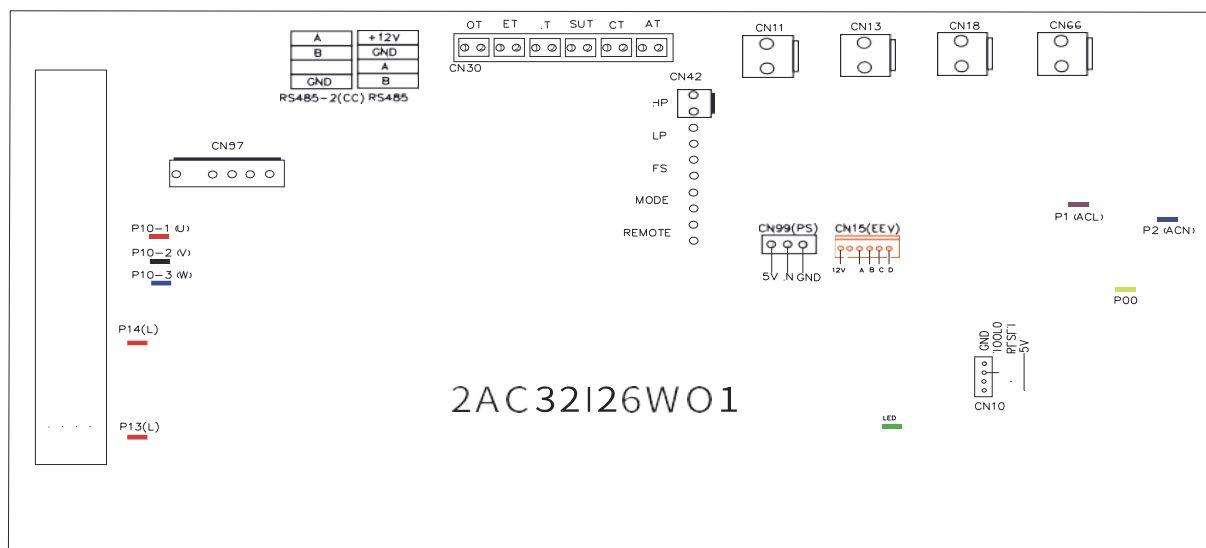 OT ET .T SUT CT AT
CN30
CN11
CN13
CN18
CN66
A +12V
B GND
A
GND B
RS485-2(CC) RS485
CN42
HP
LP
FS
MODE
REMOTE
CN97
P10-1 (U)
P10-2 (V)
P10-3 (W)
P14(L)
P13(L)
CN99(PS)
5V .N GND
CN15(EEV)
12V A B C D
P1 (ACL)
P2 (ACN)
P00
GND
TOOL0
RESET
5V
CN10
2AC32I26WO1
LED